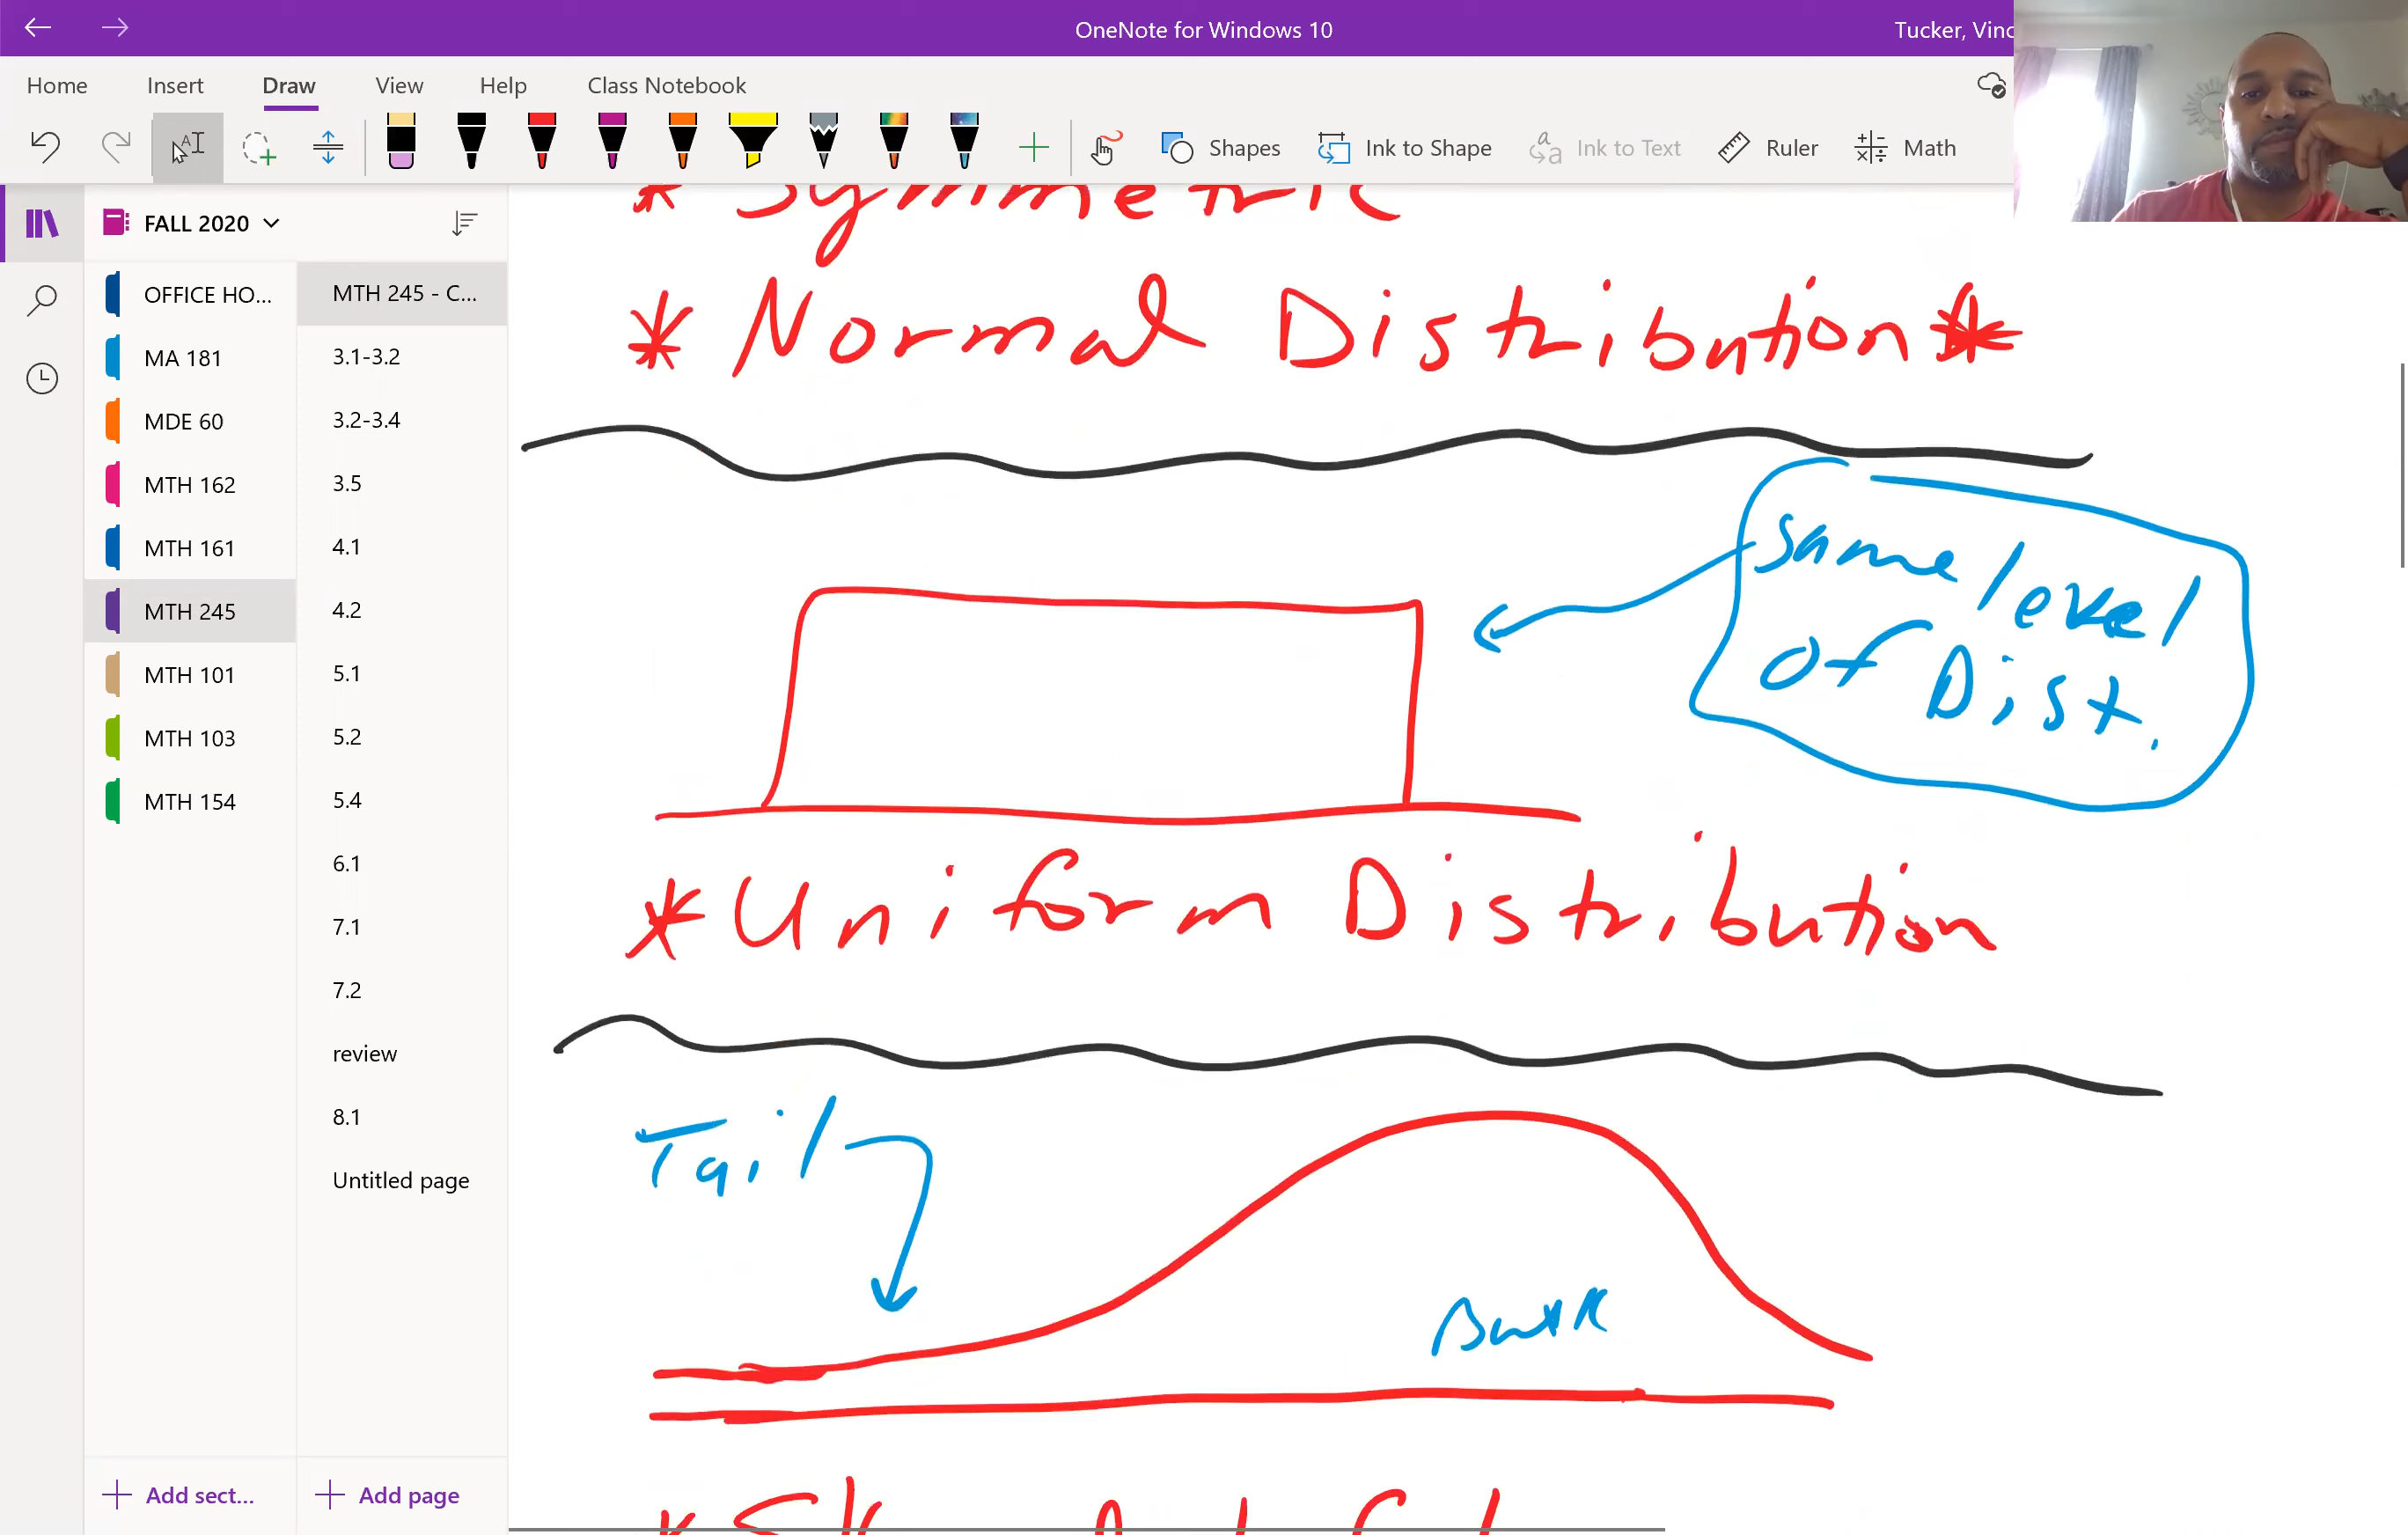 OneNote for Windows 10
Tucker, Vinc
Home Insert Draw View Help Class Notebook
Shapes Ink to Shape Ink to Text Ruler Math
FALL 2020
OFFICE HO...
MA 181
MDE 60
MTH 162
MTH 161
MTH 245
MTH 101
MTH 103
MTH 154
Add sect...
MTH 245 - C...
3.1-3.2
3.2-3.4
3.5
4.1
4.2
5.1
5.2
5.4
6.1
7.1
7.2
review
8.1
Untitled page
Add page
* Symmetric
* Normal Distribution *
same level
of Dist.
* Uniform Distribution
Tail